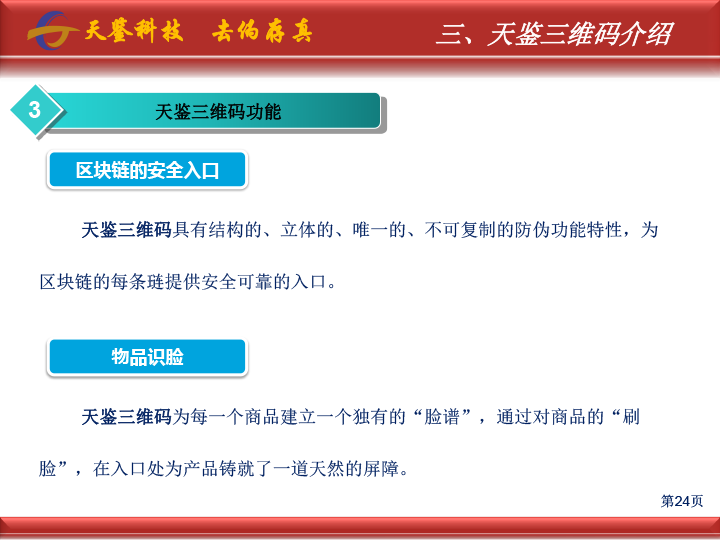 天鉴科技 去伪存真
三、天鉴三维码介绍
3
天鉴三维码功能
区块链的安全入口
天鉴三维码具有结构的、立体的、唯一的、不可复制的防伪功能特性，为
区块链的每条琏提供安全可靠的入口。
物品识脸
天鉴三维码为每一个商品建立一个独有的“脸谱”，通过对商品的“刷
脸”，在入口处为产品铸就了一道天然的屏障。
第24页